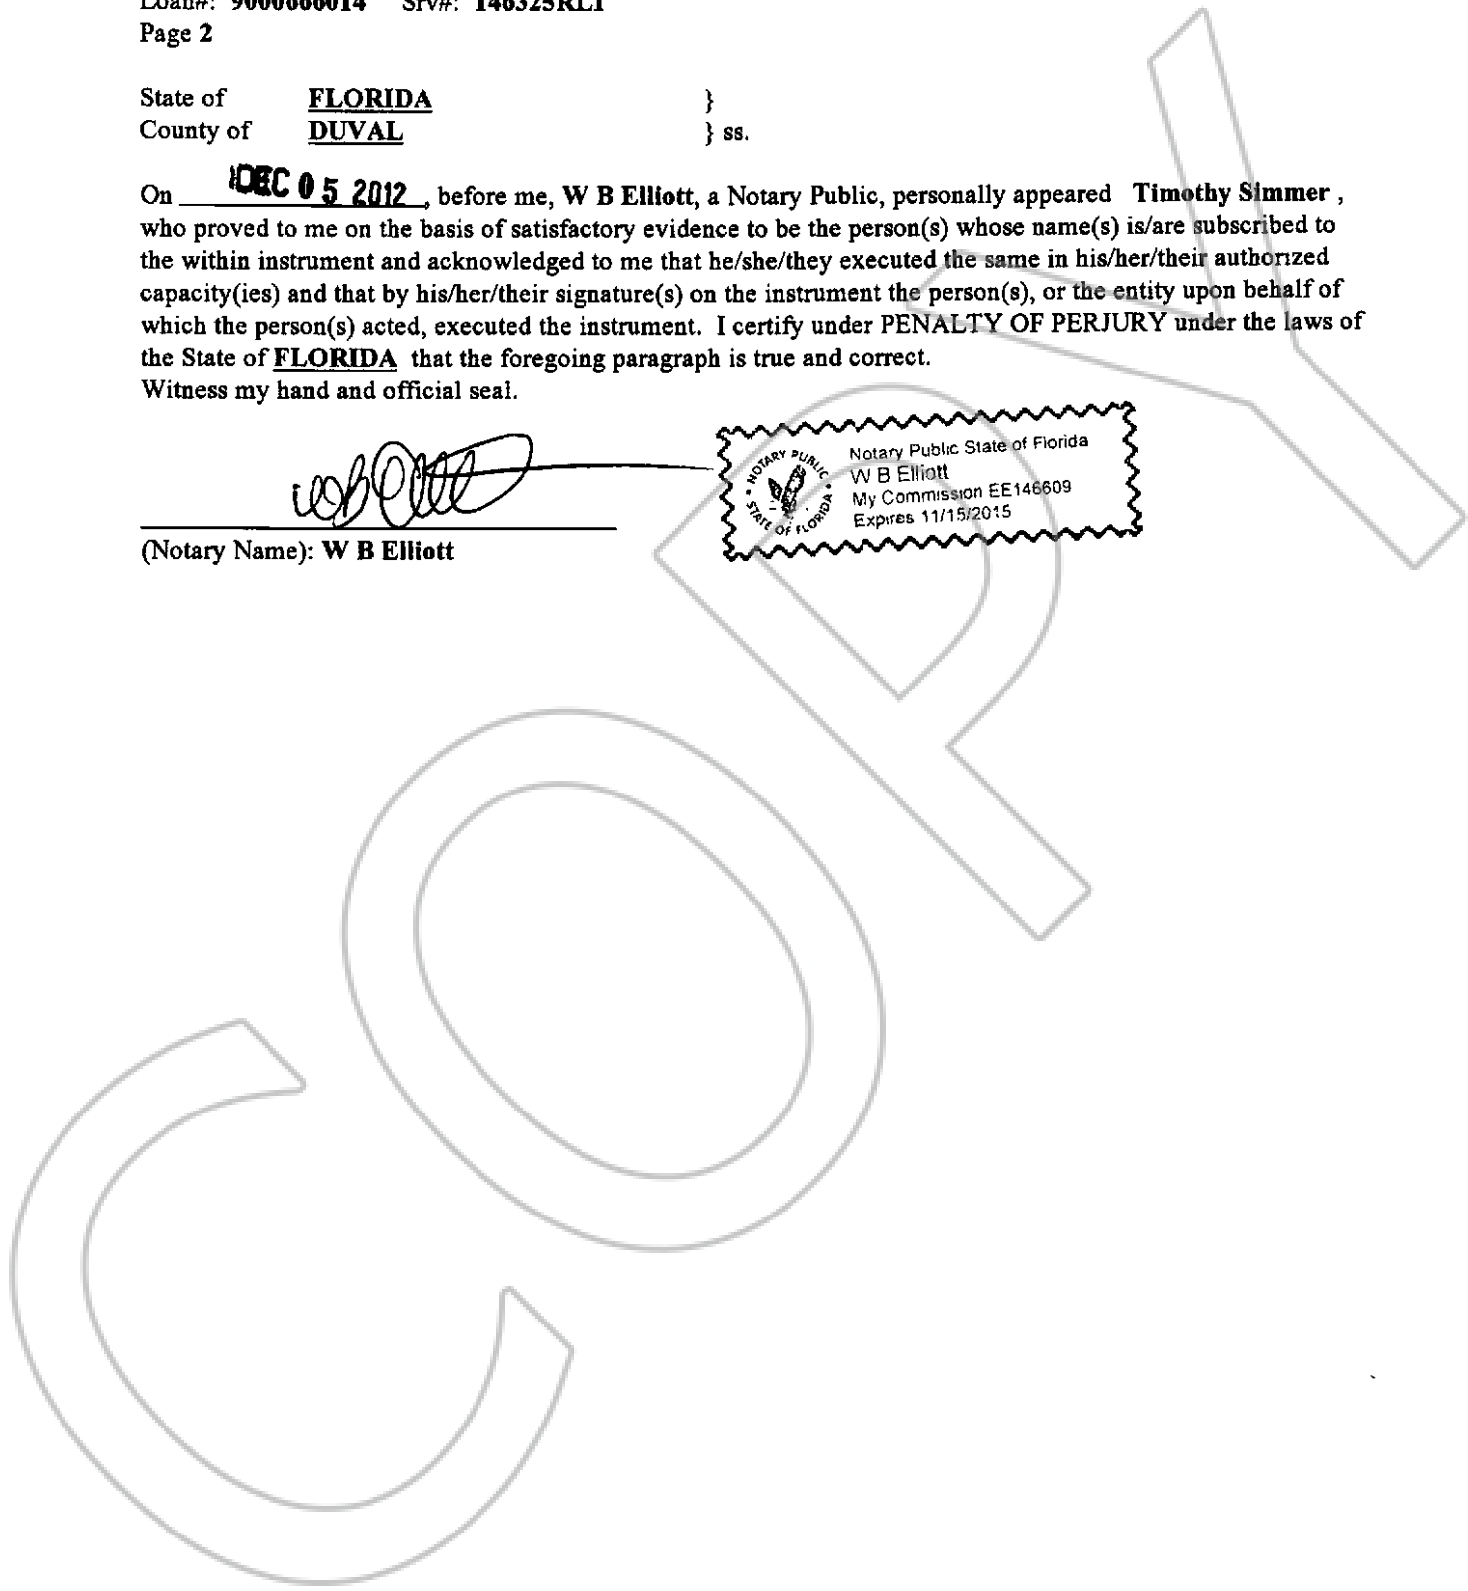 Page 2
State of FLORIDA }
County of DUVAL } ss.
On DEC 05 2012, before me, W B Elliott, a Notary Public, personally appeared Timothy Simmer ,
who proved to me on the basis of satisfactory evidence to be the person(s) whose name(s) is/are subscribed to
the within instrument and acknowledged to me that he/she/they executed the same in his/her/their authorized
capacity(ies) and that by his/her/their signature(s) on the instrument the person(s), or the entity upon behalf of
which the person(s) acted, executed the instrument. I certify under PENALTY OF PERJURY under the laws of
the State of FLORIDA that the foregoing paragraph is true and correct.
Witness my hand and official seal.
NOTARY PUBLIC
STATE OF FLORIDA
Notary Public State of Florida
W B Elliott
My Commission EE146609
Expires 11/15/2015
(Notary Name): W B Elliott
COPY